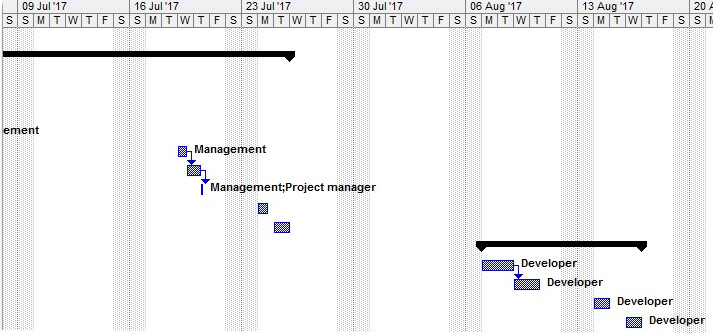 09 Jul '17 16 Jul '17 23 Jul '17 30 Jul '17 06 Aug '17 13 Aug '17 20 A
S S M T W T F S S M T W T F S S M T W T F S S M T W T F S S M T W T F S S M T W T F S S M
ement
Management
Management;Project manager
Developer
Developer
Developer
Developer